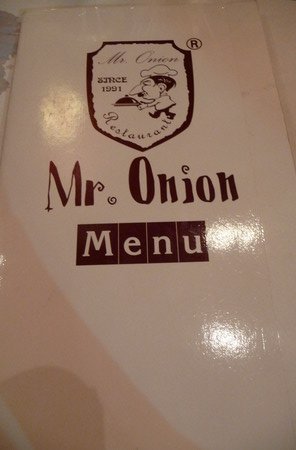 ®
Mr. Onion
SINCE
1991
Restaurant
Mr. Onion
Menu